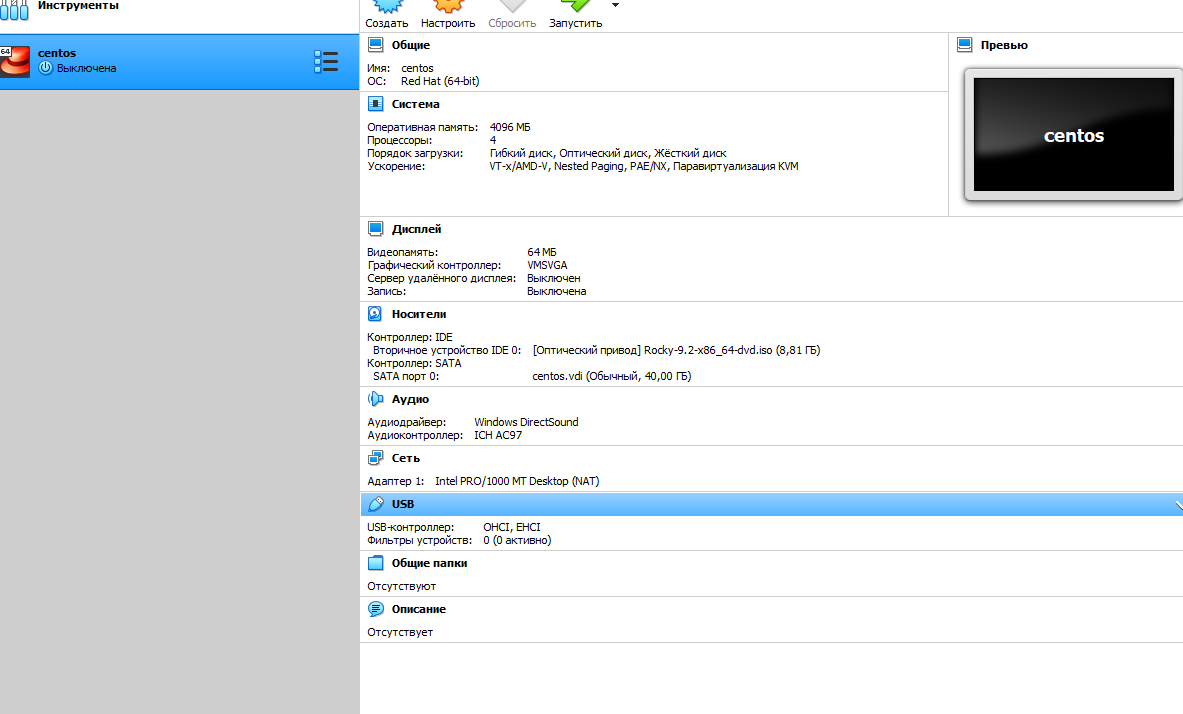 Инструменты
Создать Настроить Сбросить Запустить
64
centos
Выключена
Общие
Имя: centos
ОС: Red Hat (64-bit)
Превью
centos
Система
Оперативная память: 4096 МБ
Процессоры: 4
Порядок загрузки: Гибкий диск, Оптический диск, Жёсткий диск
Ускорение: VT-x/AMD-V, Nested Paging, PAE/NX, Паравиртуализация KVM
Дисплей
Видеопамять: 64 МБ
Графический контроллер: VMSVGA
Сервер удалённого дисплея: Выключен
Запись: Выключена
Носители
Контроллер: IDE
Вторичное устройство IDE 0: [Оптический привод] Rocky-9.2-x86_64-dvd.iso (8,81 ГБ)
Контроллер: SATA
SATA порт 0: centos.vdi (Обычный, 40,00 ГБ)
Аудио
Аудиодрайвер: Windows DirectSound
Аудиоконтроллер: ICH AC97
Сеть
Адаптер 1: Intel PRO/1000 MT Desktop (NAT)
USB
USB-контроллер: OHCI, EHCI
Фильтры устройств: 0 (0 активно)
Общие папки
Отсутствуют
Описание
Отсутствует